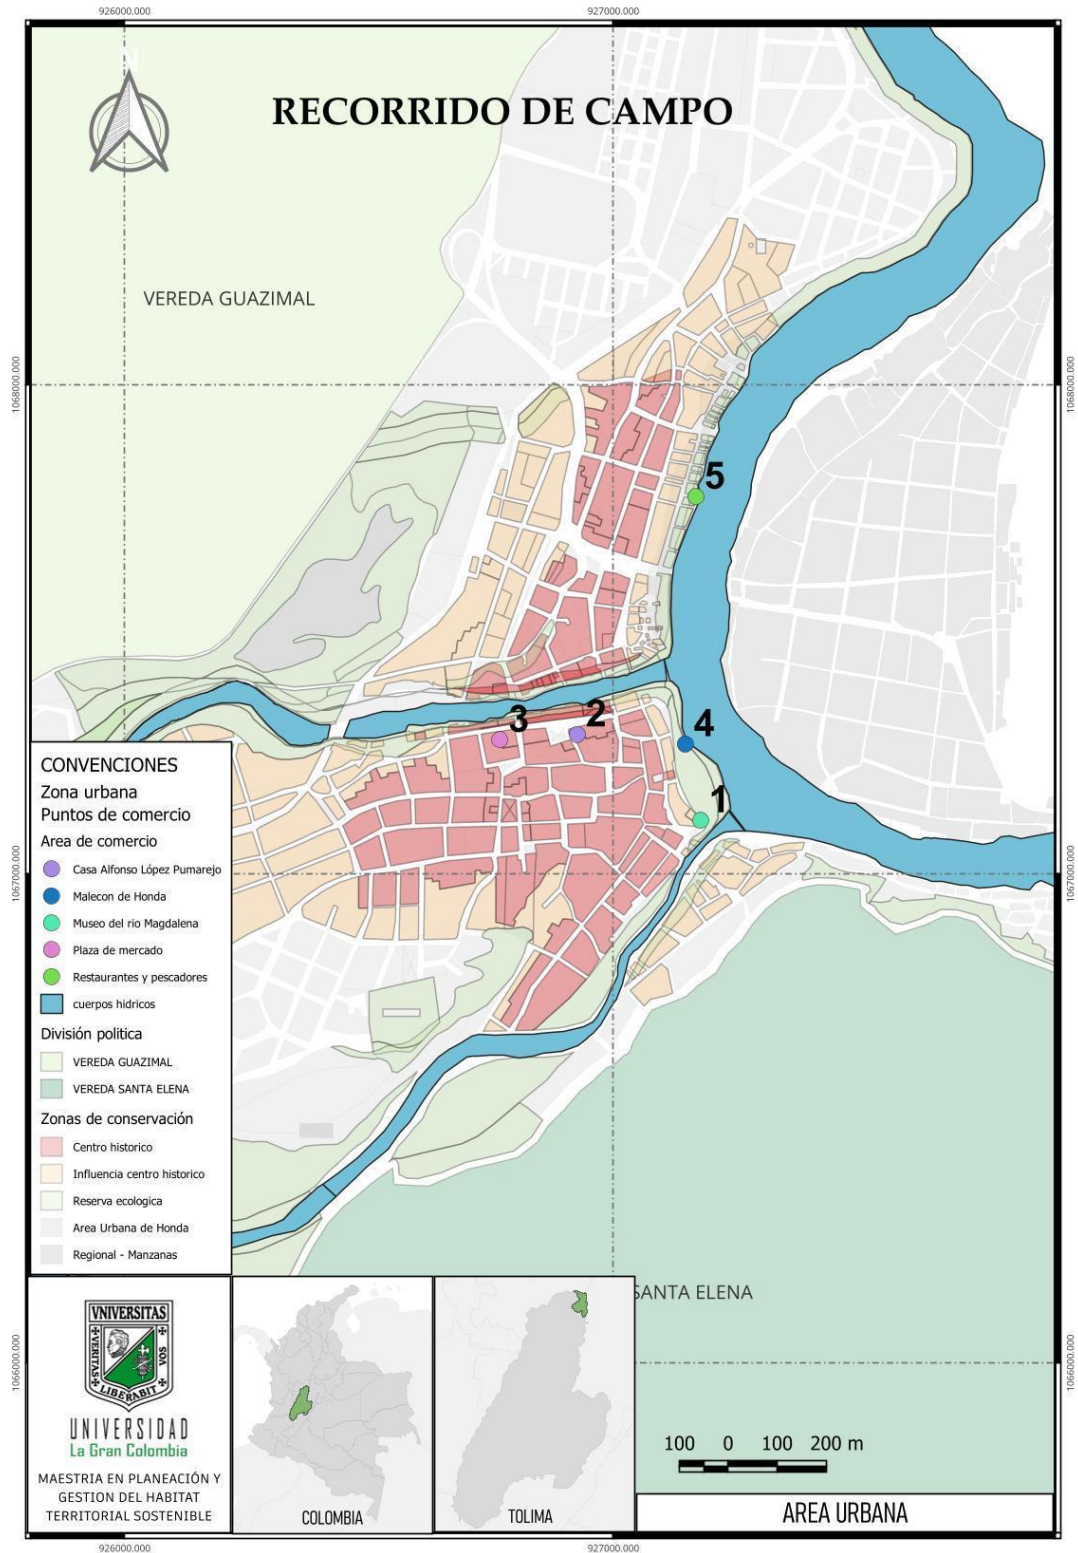 926000.000
927000.000
N
RECORRIDO DE CAMPO
VEREDA GUAZIMAL
1068000.000
1068000.000
5
3
2
4
1
1067000.000
1067000.000
CONVENCIONES
Zona urbana
Puntos de comercio
Area de comercio
Casa Alfonso López Pumarejo
Malecon de Honda
Museo del rio Magdalena
Plaza de mercado
Restaurantes y pescadores
cuerpos hidricos
División politica
VEREDA GUAZIMAL
VEREDA SANTA ELENA
Zonas de conservación
Centro historico
Influencia centro historico
Reserva ecologica
Area Urbana de Honda
Regional - Manzanas
SANTA ELENA
1066000.000
1066000.000
VNIVERSITAS
VERITAS
VOS
LIBERABIT
UNIVERSIDAD
La Gran Colombia
MAESTRIA EN PLANEACIÓN Y
GESTION DEL HABITAT
TERRITORIAL SOSTENIBLE
COLOMBIA
TOLIMA
100 0 100 200 m
AREA URBANA
926000.000
927000.000